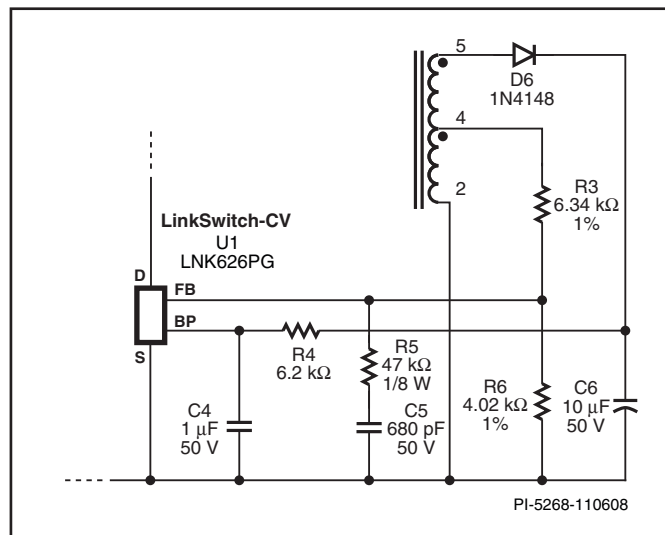 5
D6
1N4148
4
2
R3
6.34 kΩ
1%
LinkSwitch-CV
U1
LNK626PG
D
FB
BP
S
R4
6.2 kΩ
R5
47 kΩ
1/8 W
C4
1 μF
50 V
C5
680 pF
50 V
R6
4.02 kΩ
1%
C6
10 μF
50 V
PI-5268-110608